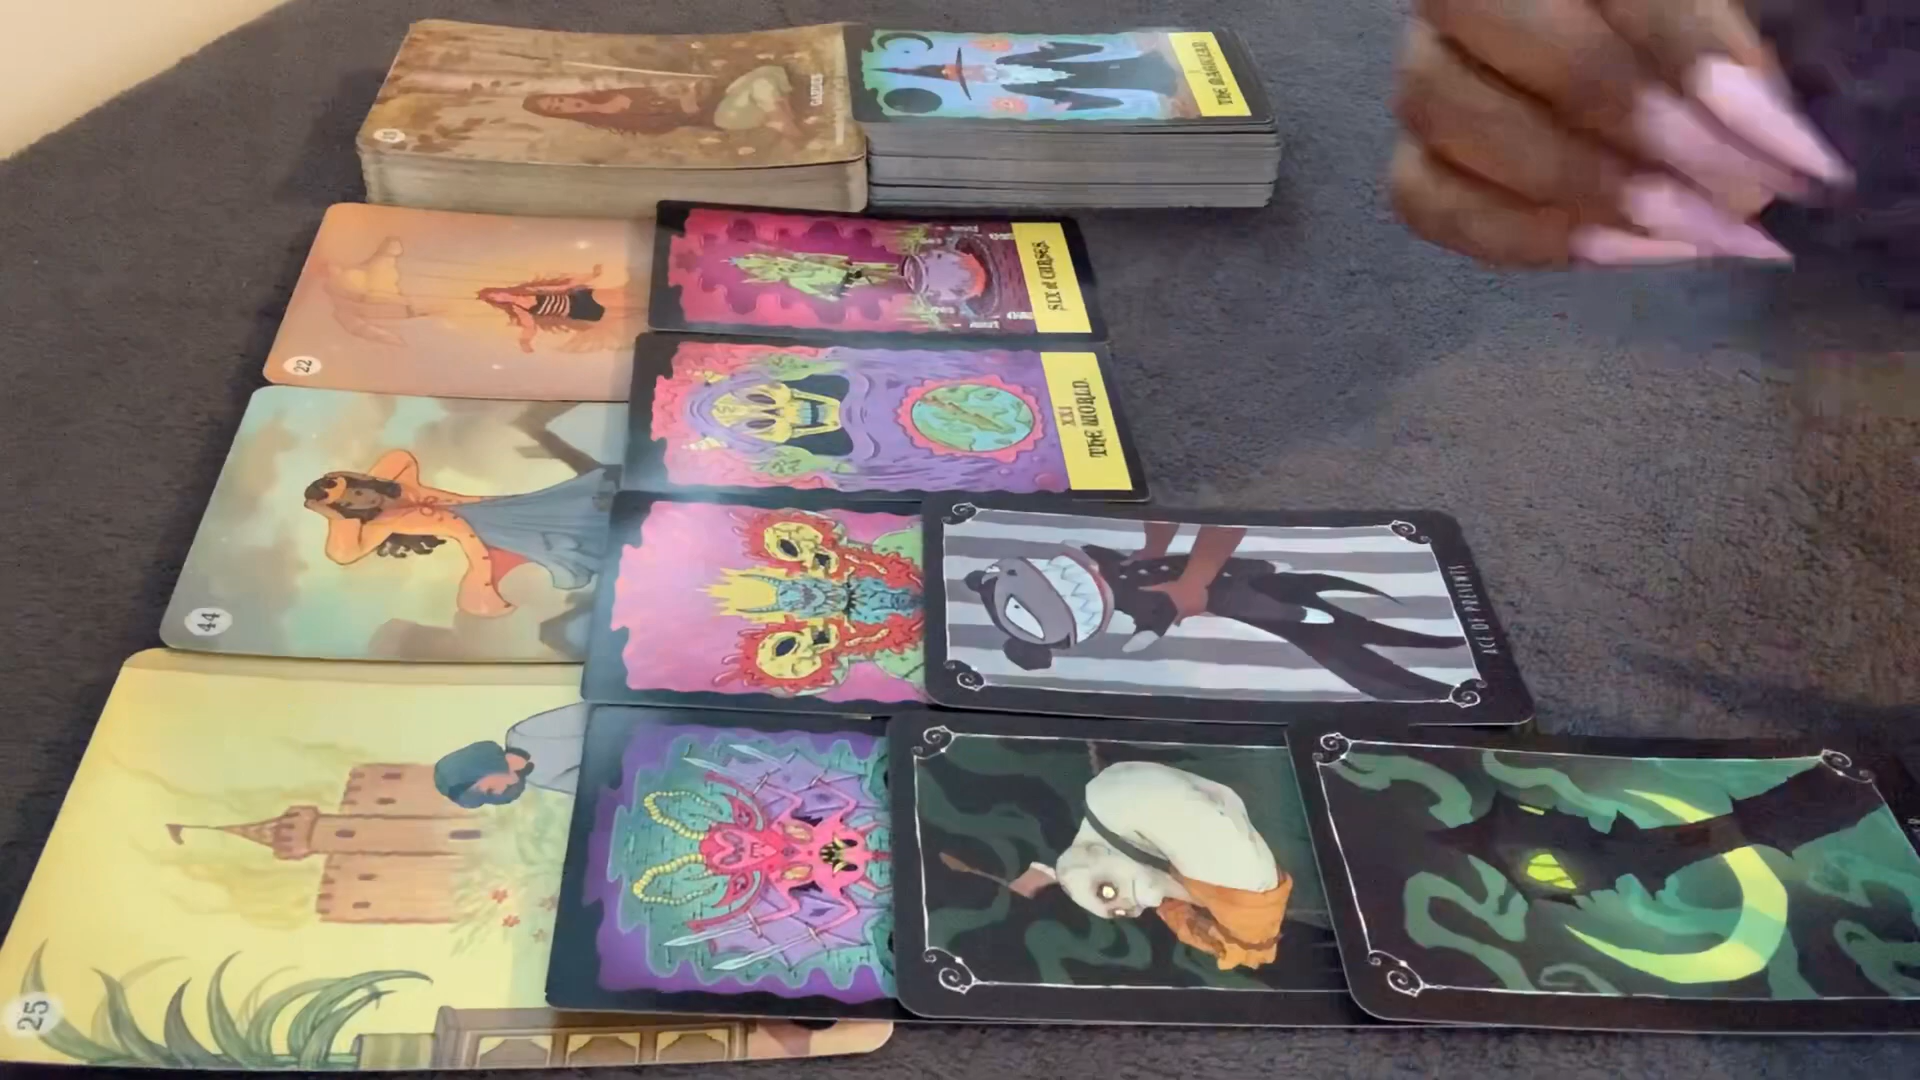 THE MAGICIAN
SIX of CURSES
22
XXI
THE WORLD.
44
ACE OF PRESENTS
25